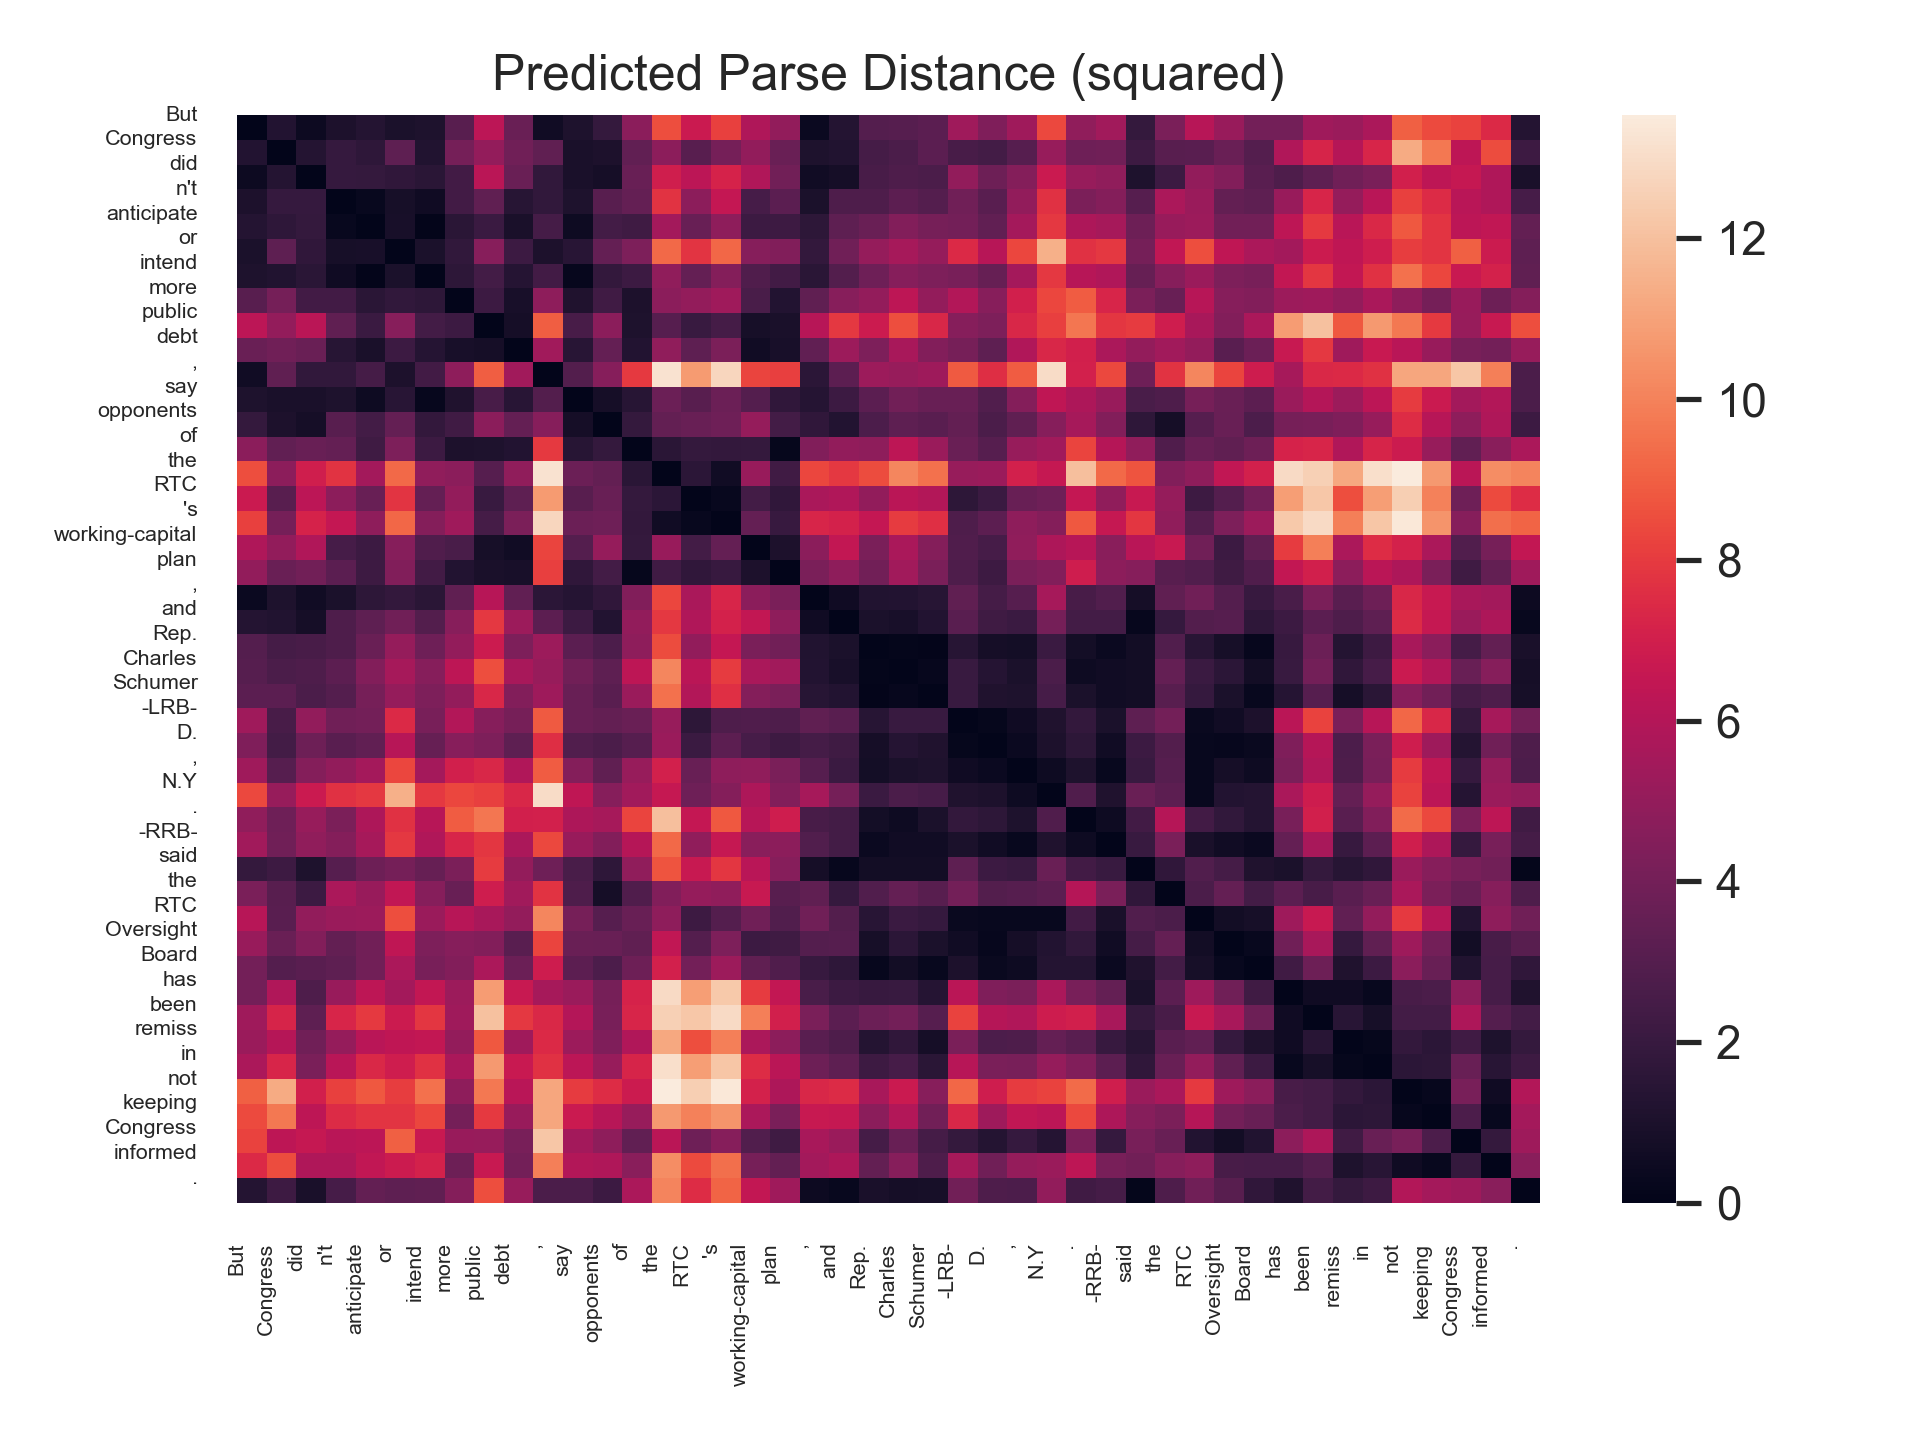 Predicted Parse Distance (squared)
But
Congress
did
n't
anticipate
or
intend
more
public
debt
,
say
opponents
of
the
RTC
's
working-capital
plan
,
and
Rep.
Charles
Schumer
-LRB-
D.
,
N.Y
.
-RRB-
said
the
RTC
Oversight
Board
has
been
remiss
in
not
keeping
Congress
informed
.
But
Congress
did
n't
anticipate
or
intend
more
public
debt
,
say
opponents
of
the
RTC
's
working-capital
plan
,
and
Rep.
Charles
Schumer
-LRB-
D.
,
N.Y
.
-RRB-
said
the
RTC
Oversight
Board
has
been
remiss
in
not
keeping
Congress
informed
.
12
10
8
6
4
2
0